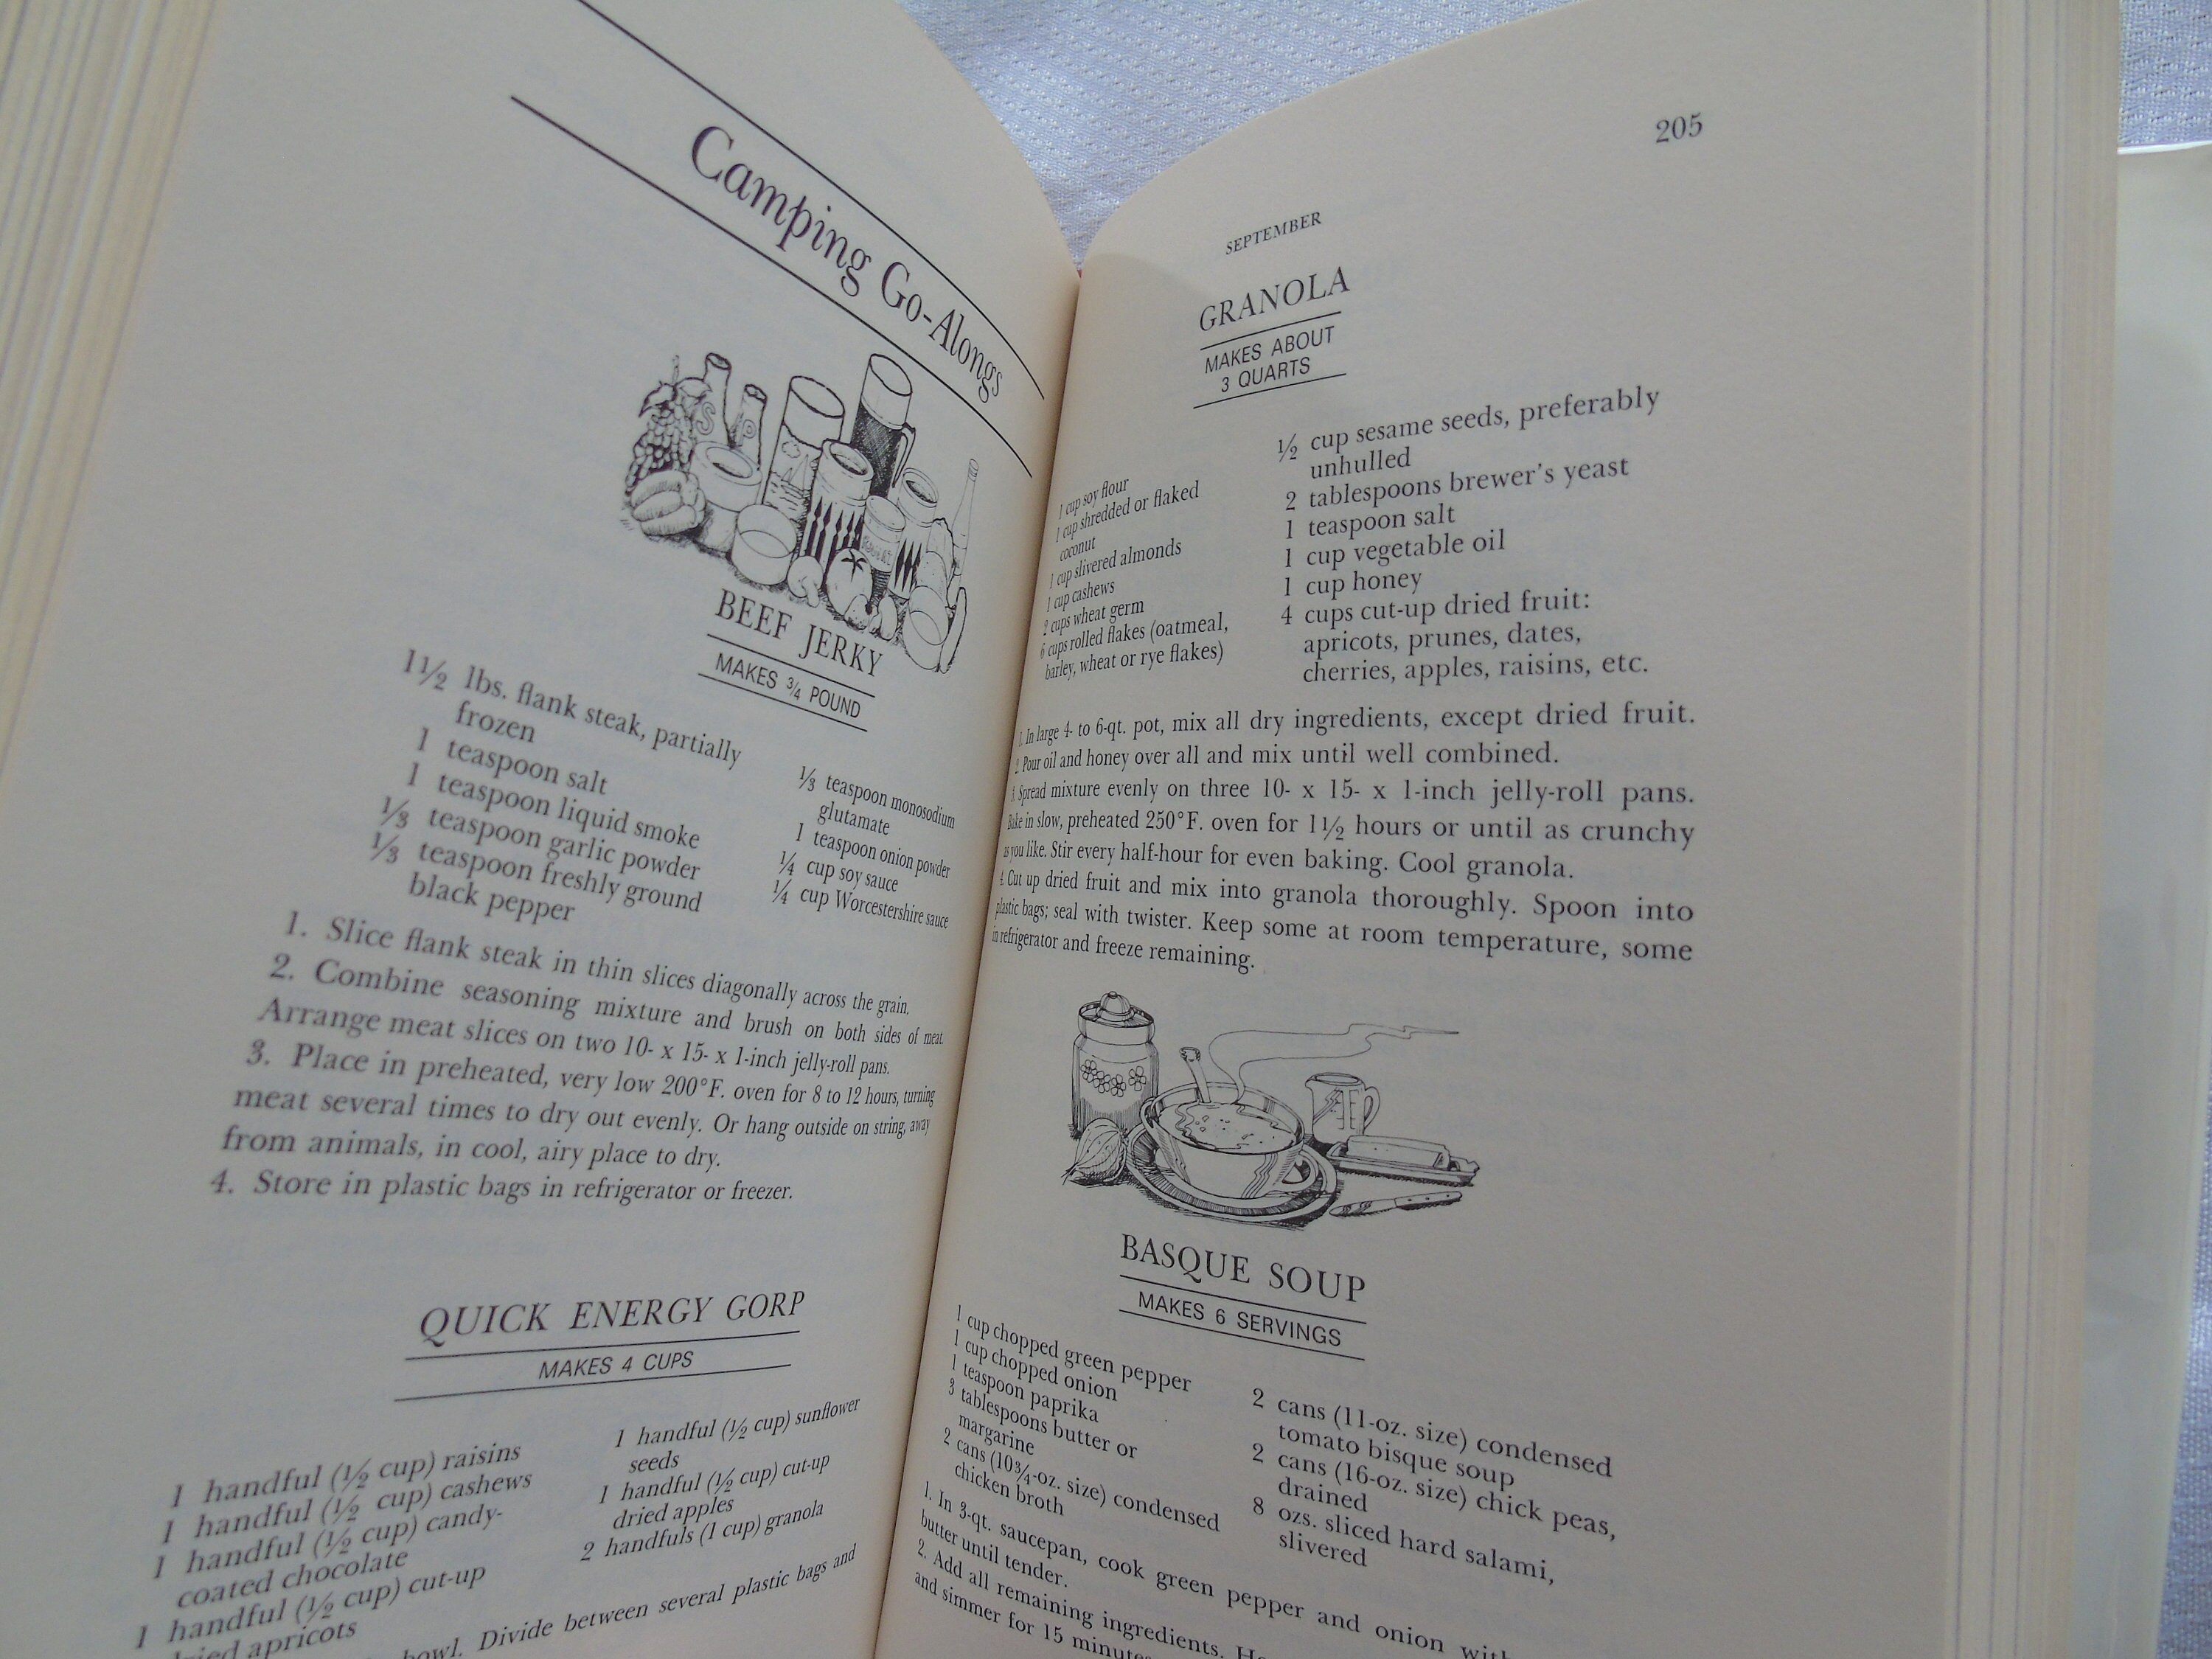 Camping Go-Alongs
BEEF JERKY
MAKES ¾ POUND
1½ lbs. flank steak, partially
frozen
1 teaspoon salt
1 teaspoon liquid smoke
⅓ teaspoon garlic powder
⅓ teaspoon freshly ground
black pepper
⅓ teaspoon monosodium
glutamate
1 teaspoon onion powder
¼ cup soy sauce
¼ cup Worcestershire sauce
1. Slice flank steak in thin slices diagonally across the grain.
2. Combine seasoning mixture and brush on both sides of meat.
Arrange meat slices on two 10- x 15- x 1-inch jelly-roll pans.
3. Place in preheated, very low 200°F. oven for 8 to 12 hours, turning
meat several times to dry out evenly. Or hang outside on string, away
from animals, in cool, airy place to dry.
4. Store in plastic bags in refrigerator or freezer.
QUICK ENERGY GORP
MAKES 4 CUPS
1 handful (½ cup) raisins
1 handful (½ cup) cashews
1 handful (½ cup) candy-
coated chocolate
1 handful (½ cup) cut-up
dried apricots
1 handful (½ cup) sunflower
seeds
1 handful (½ cup) cut-up
dried apples
2 handfuls (1 cup) granola
bowl. Divide between several plastic bags and
205
SEPTEMBER
GRANOLA
MAKES ABOUT
3 QUARTS
1 cup soy flour
1 cup shredded or flaked
coconut
1 cup slivered almonds
1 cup cashews
2 cups wheat germ
6 cups rolled flakes (oatmeal,
barley, wheat or rye flakes)
½ cup sesame seeds, preferably
unhulled
2 tablespoons brewer's yeast
1 teaspoon salt
1 cup vegetable oil
1 cup honey
4 cups cut-up dried fruit:
apricots, prunes, dates,
cherries, apples, raisins, etc.
1. In large 4- to 6-qt. pot, mix all dry ingredients, except dried fruit.
2. Pour oil and honey over all and mix until well combined.
3. Spread mixture evenly on three 10- x 15- x 1-inch jelly-roll pans.
Bake in slow, preheated 250°F. oven for 1½ hours or until as crunchy
as you like. Stir every half-hour for even baking. Cool granola.
4. Cut up dried fruit and mix into granola thoroughly. Spoon into
plastic bags; seal with twister. Keep some at room temperature, some
in refrigerator and freeze remaining.
BASQUE SOUP
MAKES 6 SERVINGS
1 cup chopped green pepper
1 cup chopped onion
1 teaspoon paprika
3 tablespoons butter or
margarine
2 cans (10¾-oz. size) condensed
chicken broth
2 cans (11-oz. size) condensed
tomato bisque soup
2 cans (16-oz. size) chick peas,
drained
8 ozs. sliced hard salami,
slivered
1. In 3-qt. saucepan, cook green pepper and onion with
butter until tender.
2. Add all remaining ingredients.
and simmer for 15 minutes